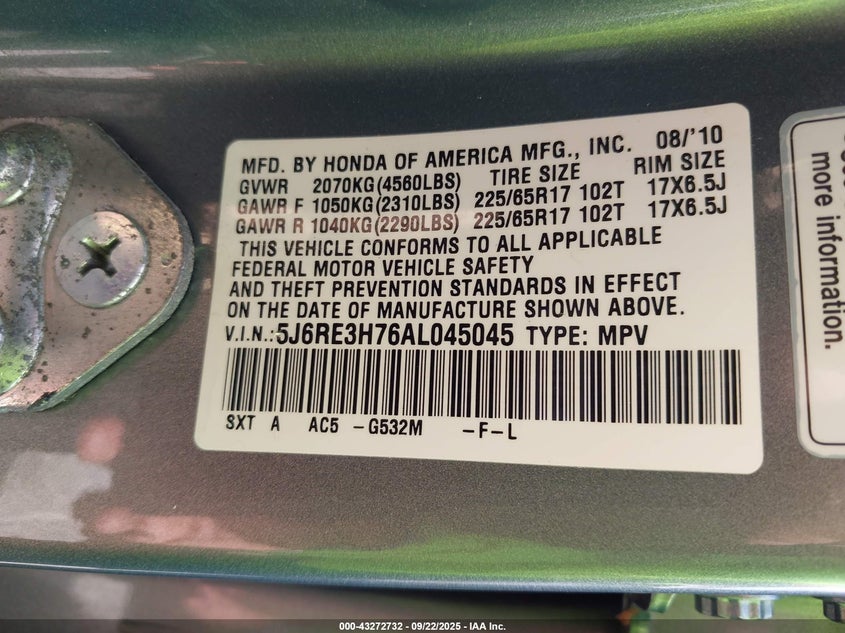 MFD. BY HONDA OF AMERICA MFG., INC. 08/'10
GVWR 2070KG(4560LBS) TIRE SIZE RIM SIZE
GAWR F 1050KG(2310LBS) 225/65R17 102T 17X6.5J
GAWR R 1040KG(2290LBS) 225/65R17 102T 17X6.5J
THIS VEHICLE CONFORMS TO ALL APPLICABLE
FEDERAL MOTOR VEHICLE SAFETY
AND THEFT PREVENTION STANDARDS IN EFFECT
ON THE DATE OF MANUFACTURE SHOWN ABOVE.
V.I.N.:5J6RE3H76AL045045 TYPE: MPV
SXT A AC5 -G532M -F-L
more information.
000-43272732 - 09/22/2025 - IAA Inc.